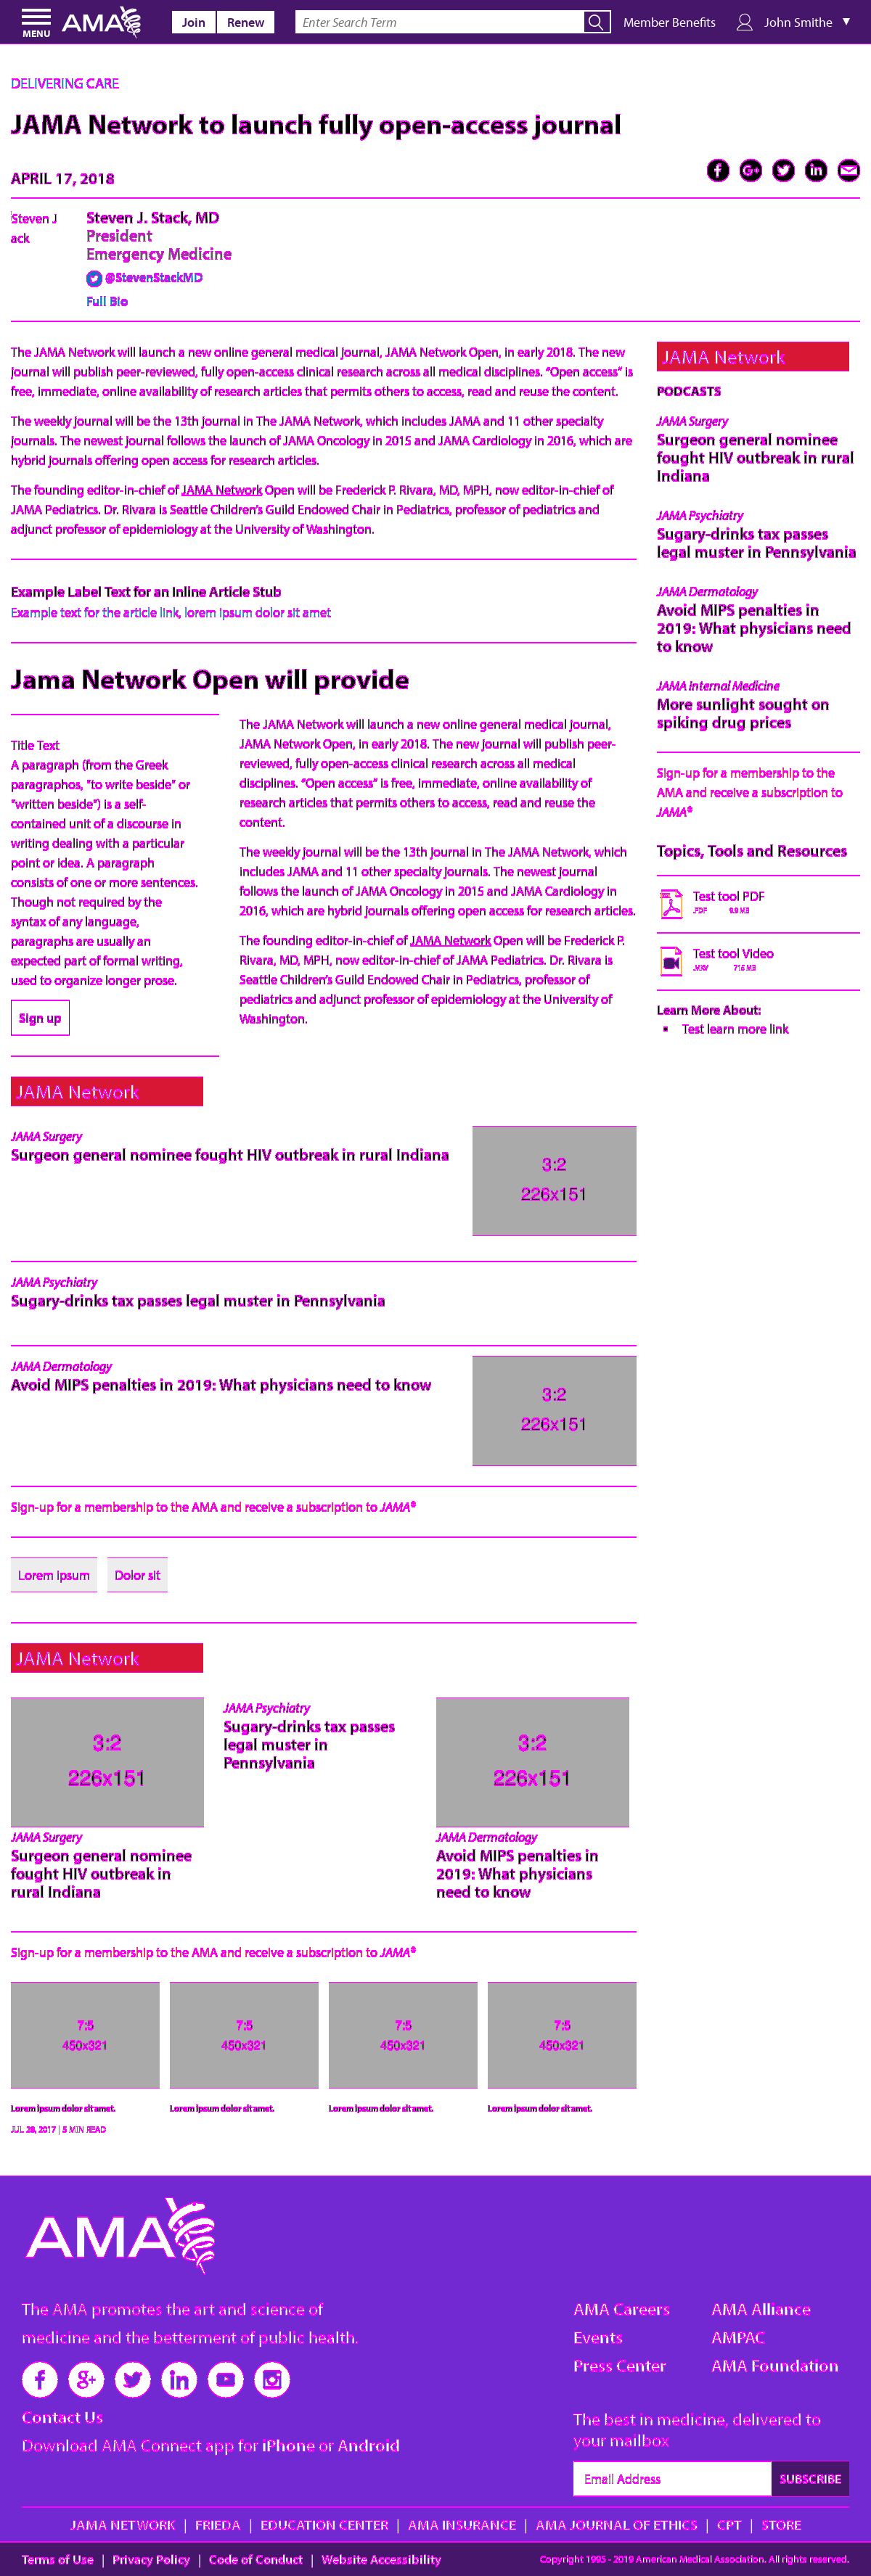 MENU
AMA
Join
Renew
Enter Search Term
Member Benefits
John Smithe ▼
DELIVERING CARE
JAMA Network to launch fully open-access journal
APRIL 17, 2018
Steven J
ack
Steven J. Stack, MD
President
Emergency Medicine
@StevenStackMD
Full Bio
The JAMA Network will launch a new online general medical journal, JAMA Network Open, in early 2018. The new
journal will publish peer-reviewed, fully open-access clinical research across all medical disciplines. “Open access” is
free, immediate, online availability of research articles that permits others to access, read and reuse the content.
The weekly journal will be the 13th journal in The JAMA Network, which includes JAMA and 11 other specialty
journals. The newest journal follows the launch of JAMA Oncology in 2015 and JAMA Cardiology in 2016, which are
hybrid journals offering open access for research articles.
The founding editor-in-chief of JAMA Network Open will be Frederick P. Rivara, MD, MPH, now editor-in-chief of
JAMA Pediatrics. Dr. Rivara is Seattle Children’s Guild Endowed Chair in Pediatrics, professor of pediatrics and
adjunct professor of epidemiology at the University of Washington.
Example Label Text for an Inline Article Stub
Example text for the article link, lorem ipsum dolor sit amet
Jama Network Open will provide
Title Text
A paragraph (from the Greek
paragraphos, "to write beside" or
"written beside") is a self-
contained unit of a discourse in
writing dealing with a particular
point or idea. A paragraph
consists of one or more sentences.
Though not required by the
syntax of any language,
paragraphs are usually an
expected part of formal writing,
used to organize longer prose.
Sign up
The JAMA Network will launch a new online general medical journal,
JAMA Network Open, in early 2018. The new journal will publish peer-
reviewed, fully open-access clinical research across all medical
disciplines. “Open access” is free, immediate, online availability of
research articles that permits others to access, read and reuse the
content.
The weekly journal will be the 13th journal in The JAMA Network, which
includes JAMA and 11 other specialty journals. The newest journal
follows the launch of JAMA Oncology in 2015 and JAMA Cardiology in
2016, which are hybrid journals offering open access for research articles.
The founding editor-in-chief of JAMA Network Open will be Frederick P.
Rivara, MD, MPH, now editor-in-chief of JAMA Pediatrics. Dr. Rivara is
Seattle Children’s Guild Endowed Chair in Pediatrics, professor of
pediatrics and adjunct professor of epidemiology at the University of
Washington.
JAMA Network
JAMA Surgery
Surgeon general nominee fought HIV outbreak in rural Indiana
3:2
226x151
JAMA Psychiatry
Sugary-drinks tax passes legal muster in Pennsylvania
JAMA Dermatology
Avoid MIPS penalties in 2019: What physicians need to know
3:2
226x151
Sign-up for a membership to the AMA and receive a subscription to JAMA®
Lorem ipsum
Dolor sit
JAMA Network
3:2
226x151
JAMA Surgery
Surgeon general nominee
fought HIV outbreak in
rural Indiana
JAMA Psychiatry
Sugary-drinks tax passes
legal muster in
Pennsylvania
3:2
226x151
JAMA Dermatology
Avoid MIPS penalties in
2019: What physicians
need to know
Sign-up for a membership to the AMA and receive a subscription to JAMA®
7:5
450x321
7:5
450x321
7:5
450x321
7:5
450x321
Lorem ipsum dolor sit amet.
Lorem ipsum dolor sit amet.
Lorem ipsum dolor sit amet.
Lorem ipsum dolor sit amet.
JUL 28, 2017 | 5 MIN READ
JAMA Network
PODCASTS
JAMA Surgery
Surgeon general nominee
fought HIV outbreak in rural
Indiana
JAMA Psychiatry
Sugary-drinks tax passes
legal muster in Pennsylvania
JAMA Dermatology
Avoid MIPS penalties in
2019: What physicians need
to know
JAMA Internal Medicine
More sunlight sought on
spiking drug prices
Sign-up for a membership to the
AMA and receive a subscription to
JAMA®
Topics, Tools and Resources
Test tool PDF
.PDF 9.9 MB
Test tool Video
.MKV 716 MB
Learn More About:
▪ Test learn more link
AMA
The AMA promotes the art and science of
medicine and the betterment of public health.
Contact Us
Download AMA Connect app for iPhone or Android
AMA Careers
Events
Press Center
AMA Alliance
AMPAC
AMA Foundation
The best in medicine, delivered to
your mailbox
Email Address
SUBSCRIBE
JAMA NETWORK | FRIEDA | EDUCATION CENTER | AMA INSURANCE | AMA JOURNAL OF ETHICS | CPT | STORE
Terms of Use | Privacy Policy | Code of Conduct | Website Accessibility
Copyright 1995 - 2019 American Medical Association. All rights reserved.